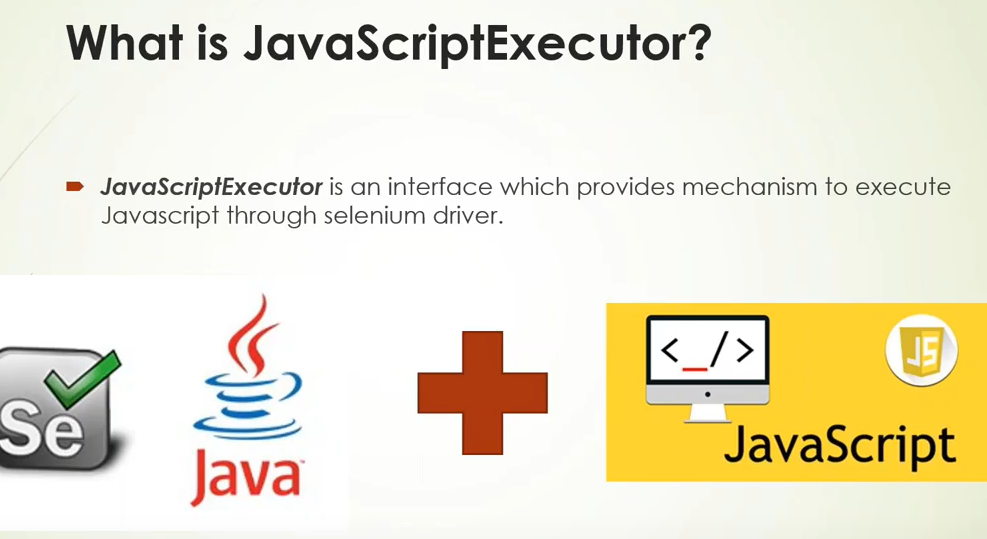 What is JavaScriptExecutor?
JavaScriptExecutor is an interface which provides mechanism to execute
Javascript through selenium driver.
Se
Java™
<_/>
JS
JavaScript